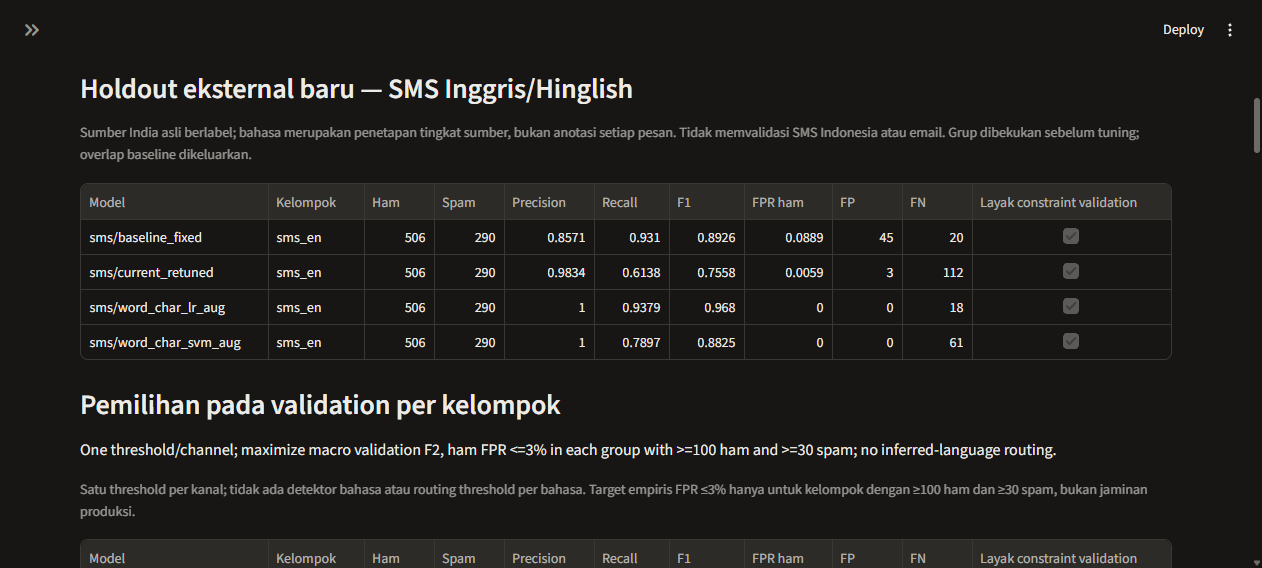 Deploy
Holdout eksternal baru — SMS Inggris/Hinglish
Sumber India asli berlabel; bahasa merupakan penetapan tingkat sumber, bukan anotasi setiap pesan. Tidak memvalidasi SMS Indonesia atau email. Grup dibekukan sebelum tuning;
overlap baseline dikeluarkan.
Model Kelompok Ham Spam Precision Recall F1 FPR ham FP FN Layak constraint validation
sms/baseline_fixed sms_en 506 290 0.8571 0.931 0.8926 0.0889 45 20
sms/current_retuned sms_en 506 290 0.9834 0.6138 0.7558 0.0059 3 112
sms/word_char_lr_aug sms_en 506 290 1 0.9379 0.968 0 0 18
sms/word_char_svm_aug sms_en 506 290 1 0.7897 0.8825 0 0 61
Pemilihan pada validation per kelompok
One threshold/channel; maximize macro validation F2, ham FPR <=3% in each group with >=100 ham and >=30 spam; no inferred-language routing.
Satu threshold per kanal; tidak ada detektor bahasa atau routing threshold per bahasa. Target empiris FPR ≤3% hanya untuk kelompok dengan ≥100 ham dan ≥30 spam, bukan jaminan
produksi.
Model Kelompok Ham Spam Precision Recall F1 FPR ham FP FN Layak constraint validation